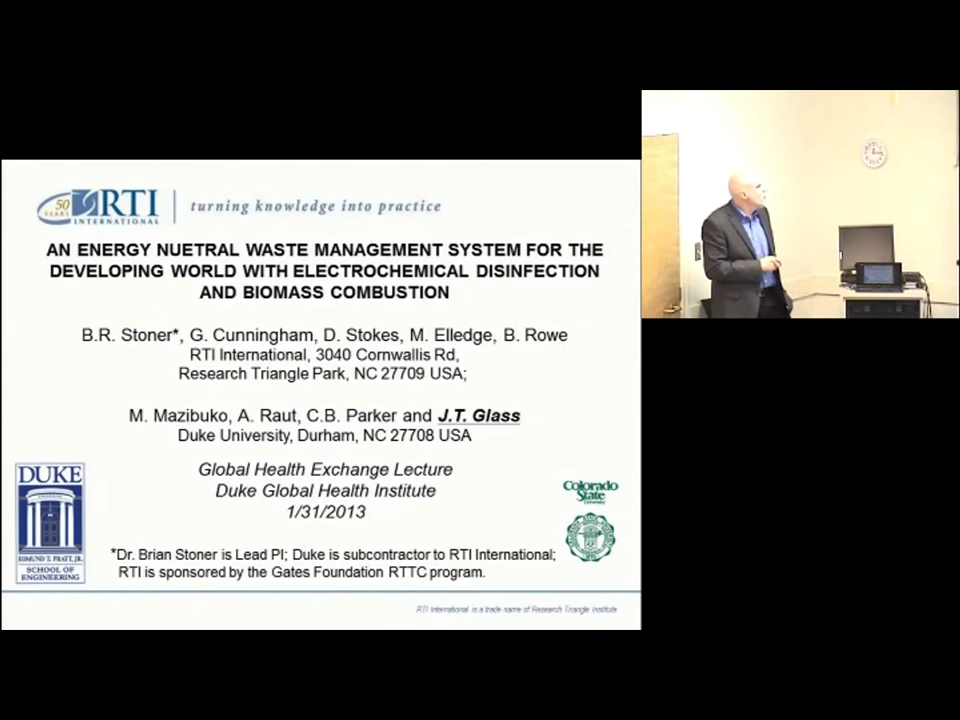 50 YEARS RTI INTERNATIONAL turning knowledge into practice
AN ENERGY NUETRAL WASTE MANAGEMENT SYSTEM FOR THE
DEVELOPING WORLD WITH ELECTROCHEMICAL DISINFECTION
AND BIOMASS COMBUSTION
B.R. Stoner*, G. Cunningham, D. Stokes, M. Elledge, B. Rowe
RTI International, 3040 Cornwallis Rd,
Research Triangle Park, NC 27709 USA;
M. Mazibuko, A. Raut, C.B. Parker and J.T. Glass
Duke University, Durham, NC 27708 USA
Global Health Exchange Lecture
Duke Global Health Institute
1/31/2013
DUKE
EDMUND T. PRATT, JR.
SCHOOL OF
ENGINEERING
Colorado
State
University
*Dr. Brian Stoner is Lead PI; Duke is subcontractor to RTI International;
RTI is sponsored by the Gates Foundation RTTC program.
RTI International is a trade name of Research Triangle Institute